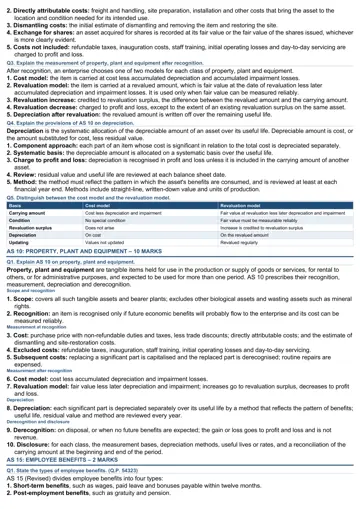 2. Directly attributable costs: freight and handling, site preparation, installation and other costs that bring the asset to the
location and condition needed for its intended use.
3. Dismantling costs: the initial estimate of dismantling and removing the item and restoring the site.
4. Exchange for shares: an asset acquired for shares is recorded at its fair value or the fair value of the shares issued, whichever
is more clearly evident.
5. Costs not included: refundable taxes, inauguration costs, staff training, initial operating losses and day-to-day servicing are
charged to profit and loss.
Q3. Explain the measurement of property, plant and equipment after recognition.
After recognition, an enterprise chooses one of two models for each class of property, plant and equipment.
1. Cost model: the item is carried at cost less accumulated depreciation and accumulated impairment losses.
2. Revaluation model: the item is carried at a revalued amount, which is fair value at the date of revaluation less later
accumulated depreciation and impairment losses. It is used only when fair value can be measured reliably.
3. Revaluation increase: credited to revaluation surplus, the difference between the revalued amount and the carrying amount.
4. Revaluation decrease: charged to profit and loss, except to the extent of an existing revaluation surplus on the same asset.
5. Depreciation after revaluation: the revalued amount is written off over the remaining useful life.
Q4. Explain the provisions of AS 10 on depreciation.
Depreciation is the systematic allocation of the depreciable amount of an asset over its useful life. Depreciable amount is cost, or
the amount substituted for cost, less residual value.
1. Component approach: each part of an item whose cost is significant in relation to the total cost is depreciated separately.
2. Systematic basis: the depreciable amount is allocated on a systematic basis over the useful life.
3. Charge to profit and loss: depreciation is recognised in profit and loss unless it is included in the carrying amount of another
asset.
4. Review: residual value and useful life are reviewed at each balance sheet date.
5. Method: the method must reflect the pattern in which the asset's benefits are consumed, and is reviewed at least at each
financial year end. Methods include straight-line, written-down value and units of production.
Q5. Distinguish between the cost model and the revaluation model.
Basis Cost model Revaluation model
Carrying amount Cost less depreciation and impairment Fair value at revaluation less later depreciation and impairment
Condition No special condition Fair value must be measurable reliably
Revaluation surplus Does not arise Increase is credited to revaluation surplus
Depreciation On cost On the revalued amount
Updating Values not updated Revalued regularly
AS 10: PROPERTY, PLANT AND EQUIPMENT – 10 MARKS
Q1. Explain AS 10 on property, plant and equipment.
Property, plant and equipment are tangible items held for use in the production or supply of goods or services, for rental to
others, or for administrative purposes, and expected to be used for more than one period. AS 10 prescribes their recognition,
measurement, depreciation and derecognition.
Scope and recognition
1. Scope: covers all such tangible assets and bearer plants; excludes other biological assets and wasting assets such as mineral
rights.
2. Recognition: an item is recognised only if future economic benefits will probably flow to the enterprise and its cost can be
measured reliably.
Measurement at recognition
3. Cost: purchase price with non-refundable duties and taxes, less trade discounts; directly attributable costs; and the estimate of
dismantling and site-restoration costs.
4. Excluded costs: refundable taxes, inauguration, staff training, initial operating losses and day-to-day servicing.
5. Subsequent costs: replacing a significant part is capitalised and the replaced part is derecognised; routine repairs are
expensed.
Measurement after recognition
6. Cost model: cost less accumulated depreciation and impairment losses.
7. Revaluation model: fair value less later depreciation and impairment; increases go to revaluation surplus, decreases to profit
and loss.
Depreciation
8. Depreciation: each significant part is depreciated separately over its useful life by a method that reflects the pattern of benefits;
useful life, residual value and method are reviewed every year.
Derecognition and disclosure
9. Derecognition: on disposal, or when no future benefits are expected; the gain or loss goes to profit and loss and is not
revenue.
10. Disclosure: for each class, the measurement bases, depreciation methods, useful lives or rates, and a reconciliation of the
carrying amount at the beginning and end of the period.
AS 15: EMPLOYEE BENEFITS – 2 MARKS
Q1. State the types of employee benefits. (Q.P. 54323)
AS 15 (Revised) divides employee benefits into four types:
1. Short-term benefits, such as wages, paid leave and bonuses payable within twelve months.
2. Post-employment benefits, such as gratuity and pension.